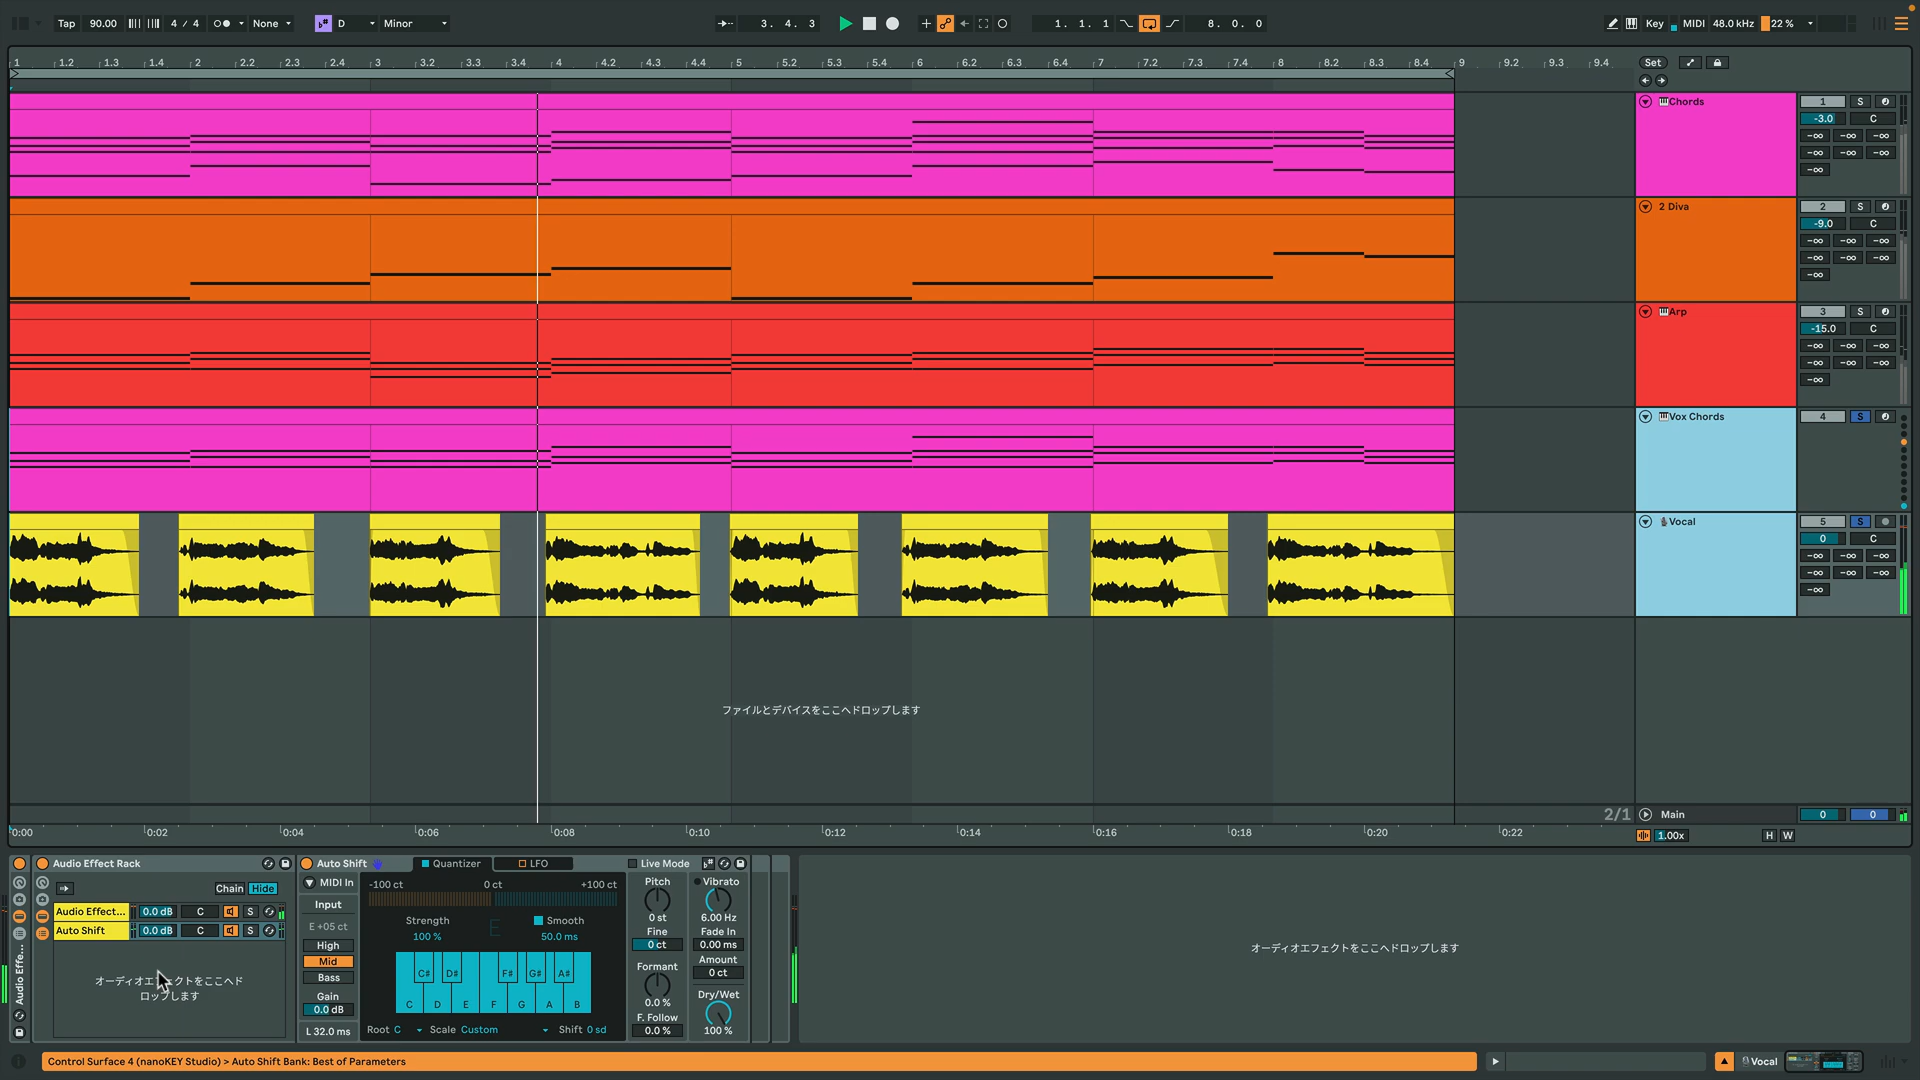 Tap 90.00 4 / 4 None D Minor 3. 4. 3 1. 1. 1 8. 0. 0 Key MIDI 48.0 kHz 22 %
1 1.2 1.3 1.4 2 2.2 2.3 2.4 3 3.2 3.3 3.4 4 4.2 4.3 4.4 5 5.2 5.3 5.4 6 6.2 6.3 6.4 7 7.2 7.3 7.4 8 8.2 8.3 8.4 9 9.2 9.3 9.4 Set
Chords 1 S
-3.0 C
-∞ -∞ -∞
-∞ -∞ -∞
-∞
2 Diva 2 S
-9.0 C
-∞ -∞ -∞
-∞ -∞ -∞
-∞
Arp 3 S
-15.0 C
-∞ -∞ -∞
-∞ -∞ -∞
-∞
Vox Chords 4 S
Vocal 5 S
0 C
-∞ -∞ -∞
-∞ -∞ -∞
-∞
ファイルとデバイスをここへドロップします
2/1 Main 0 0
0:00 0:02 0:04 0:06 0:08 0:10 0:12 0:14 0:16 0:18 0:20 0:22 1.00x H W
Audio Effect Rack Auto Shift Quantizer LFO Live Mode
Chain Hide
Audio Effect... 0.0 dB C S
Auto Shift 0.0 dB C S
オーディオエフェクトをここへド
ロップします
Audio Effe...
MIDI In
Input
E +05 ct
High
Mid
Bass
Gain
0.0 dB
L 32.0 ms
-100 ct 0 ct +100 ct
Strength Smooth
100 % E 50.0 ms
C# D# F# G# A#
C D E F G A B
Root C Scale Custom Shift 0 sd
Pitch
0 st
Fine
0 ct
Formant
0.0 %
F. Follow
0.0 %
Vibrato
6.00 Hz
Fade In
0.00 ms
Amount
0 ct
Dry/Wet
100 %
オーディオエフェクトをここへドロップします
Control Surface 4 (nanoKEY Studio) > Auto Shift Bank: Best of Parameters
Vocal